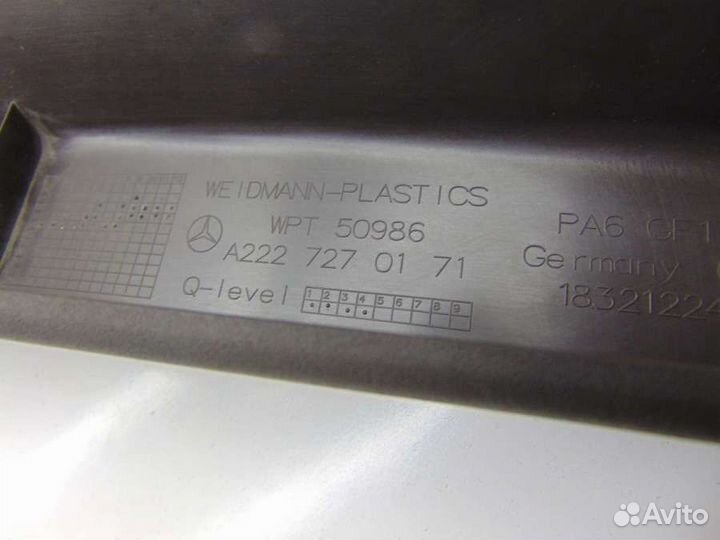 WEIDMANN-PLASTICS
WPT 50986
A222 727 01 71
Q-level 1 2 3 4 5 6 7 8 9
PA6
Germany
18321224
Avito